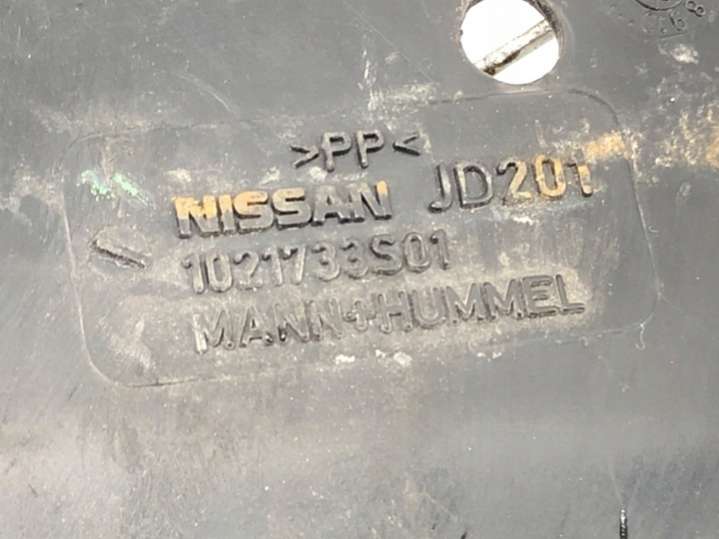 >PP<
NISSAN JD201
1021733S01
MANN+HUMMEL